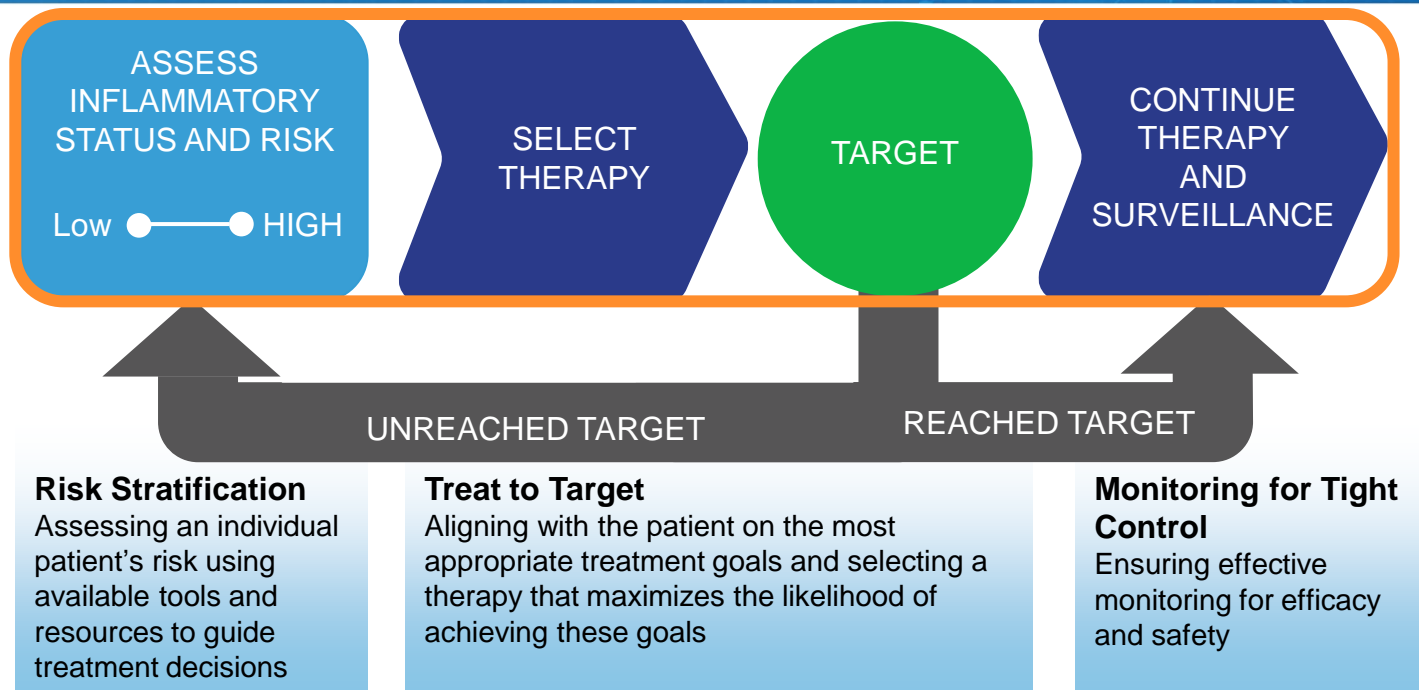 ASSESS
INFLAMMATORY
STATUS AND RISK
Low HIGH
SELECT
THERAPY
TARGET
CONTINUE
THERAPY
AND
SURVEILLANCE
UNREACHED TARGET
REACHED TARGET
Risk Stratification
Assessing an individual
patient’s risk using
available tools and
resources to guide
treatment decisions
Treat to Target
Aligning with the patient on the most
appropriate treatment goals and selecting a
therapy that maximizes the likelihood of
achieving these goals
Monitoring for Tight
Control
Ensuring effective
monitoring for efficacy
and safety